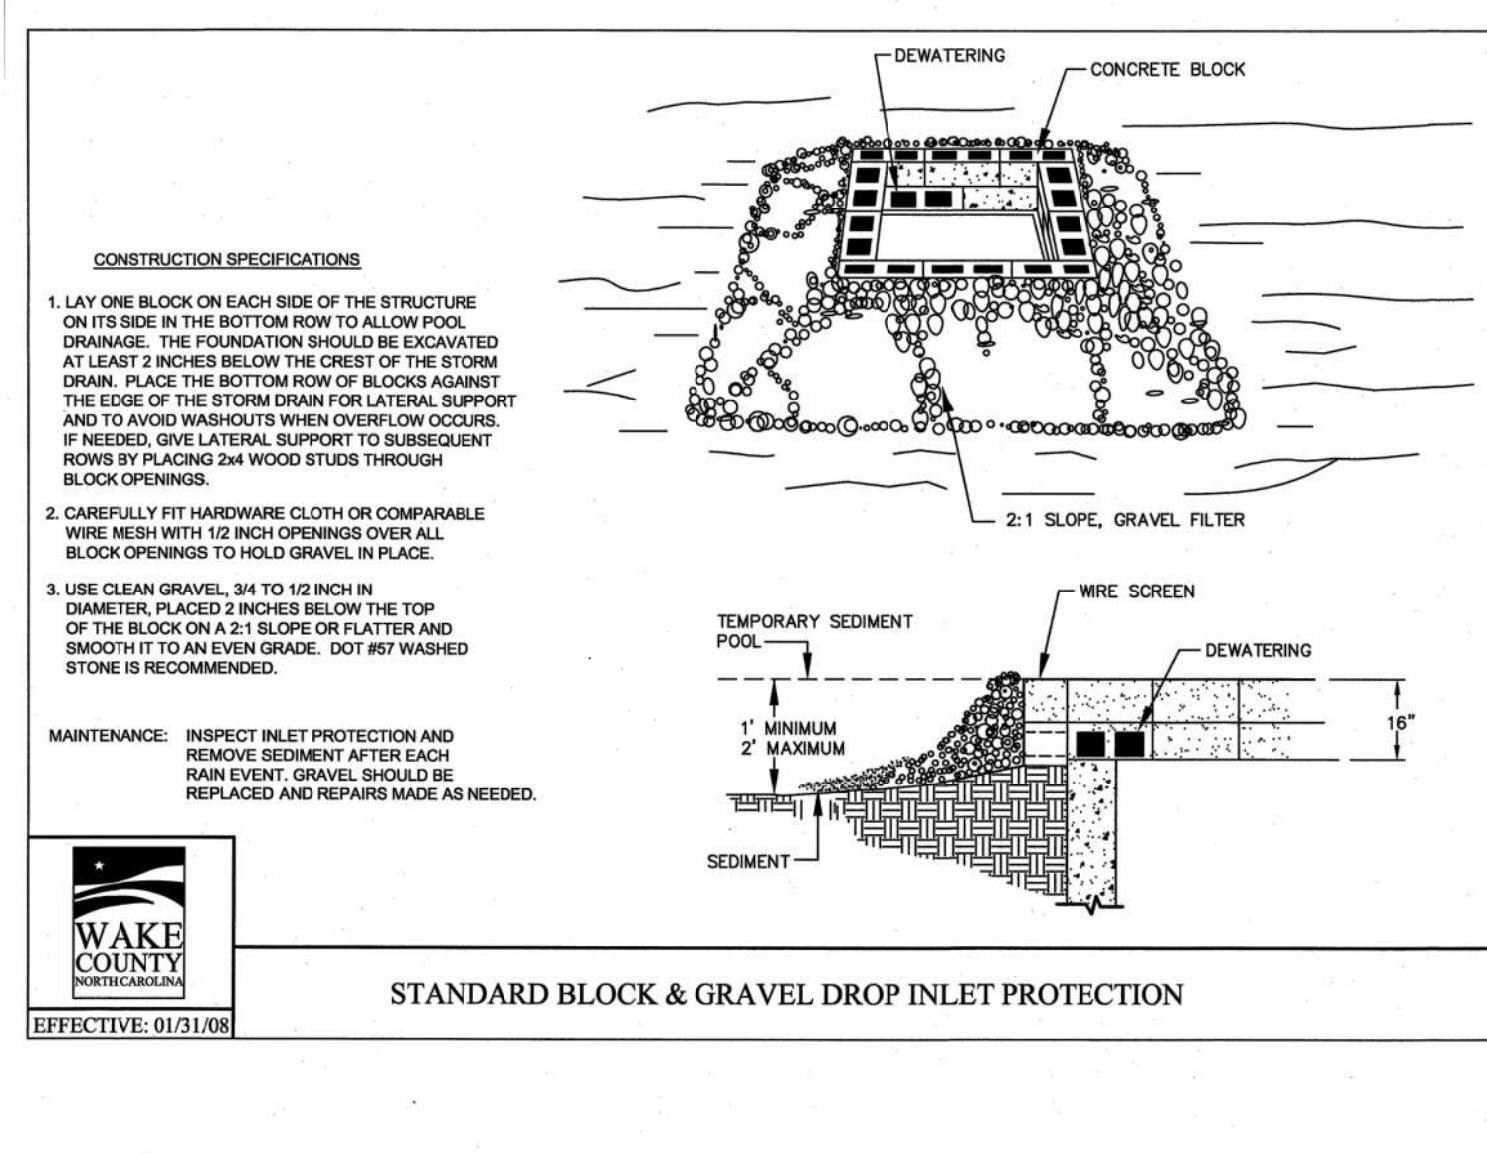 DEWATERING
CONCRETE BLOCK
CONSTRUCTION SPECIFICATIONS
1. LAY ONE BLOCK ON EACH SIDE OF THE STRUCTURE
ON ITS SIDE IN THE BOTTOM ROW TO ALLOW POOL
DRAINAGE. THE FOUNDATION SHOULD BE EXCAVATED
AT LEAST 2 INCHES BELOW THE CREST OF THE STORM
DRAIN. PLACE THE BOTTOM ROW OF BLOCKS AGAINST
THE EDGE OF THE STORM DRAIN FOR LATERAL SUPPORT
AND TO AVOID WASHOUTS WHEN OVERFLOW OCCURS.
IF NEEDED, GIVE LATERAL SUPPORT TO SUBSEQUENT
ROWS BY PLACING 2x4 WOOD STUDS THROUGH
BLOCK OPENINGS.
2. CAREFULLY FIT HARDWARE CLOTH OR COMPARABLE
WIRE MESH WITH 1/2 INCH OPENINGS OVER ALL
BLOCK OPENINGS TO HOLD GRAVEL IN PLACE.
3. USE CLEAN GRAVEL, 3/4 TO 1/2 INCH IN
DIAMETER, PLACED 2 INCHES BELOW THE TOP
OF THE BLOCK ON A 2:1 SLOPE OR FLATTER AND
SMOOTH IT TO AN EVEN GRADE. DOT #57 WASHED
STONE IS RECOMMENDED.
MAINTENANCE: INSPECT INLET PROTECTION AND
REMOVE SEDIMENT AFTER EACH
RAIN EVENT. GRAVEL SHOULD BE
REPLACED AND REPAIRS MADE AS NEEDED.
2:1 SLOPE, GRAVEL FILTER
WIRE SCREEN
TEMPORARY SEDIMENT
POOL
DEWATERING
1' MINIMUM
2' MAXIMUM
16"
SEDIMENT
WAKE
COUNTY
NORTH CAROLINA
EFFECTIVE: 01/31/08
STANDARD BLOCK & GRAVEL DROP INLET PROTECTION